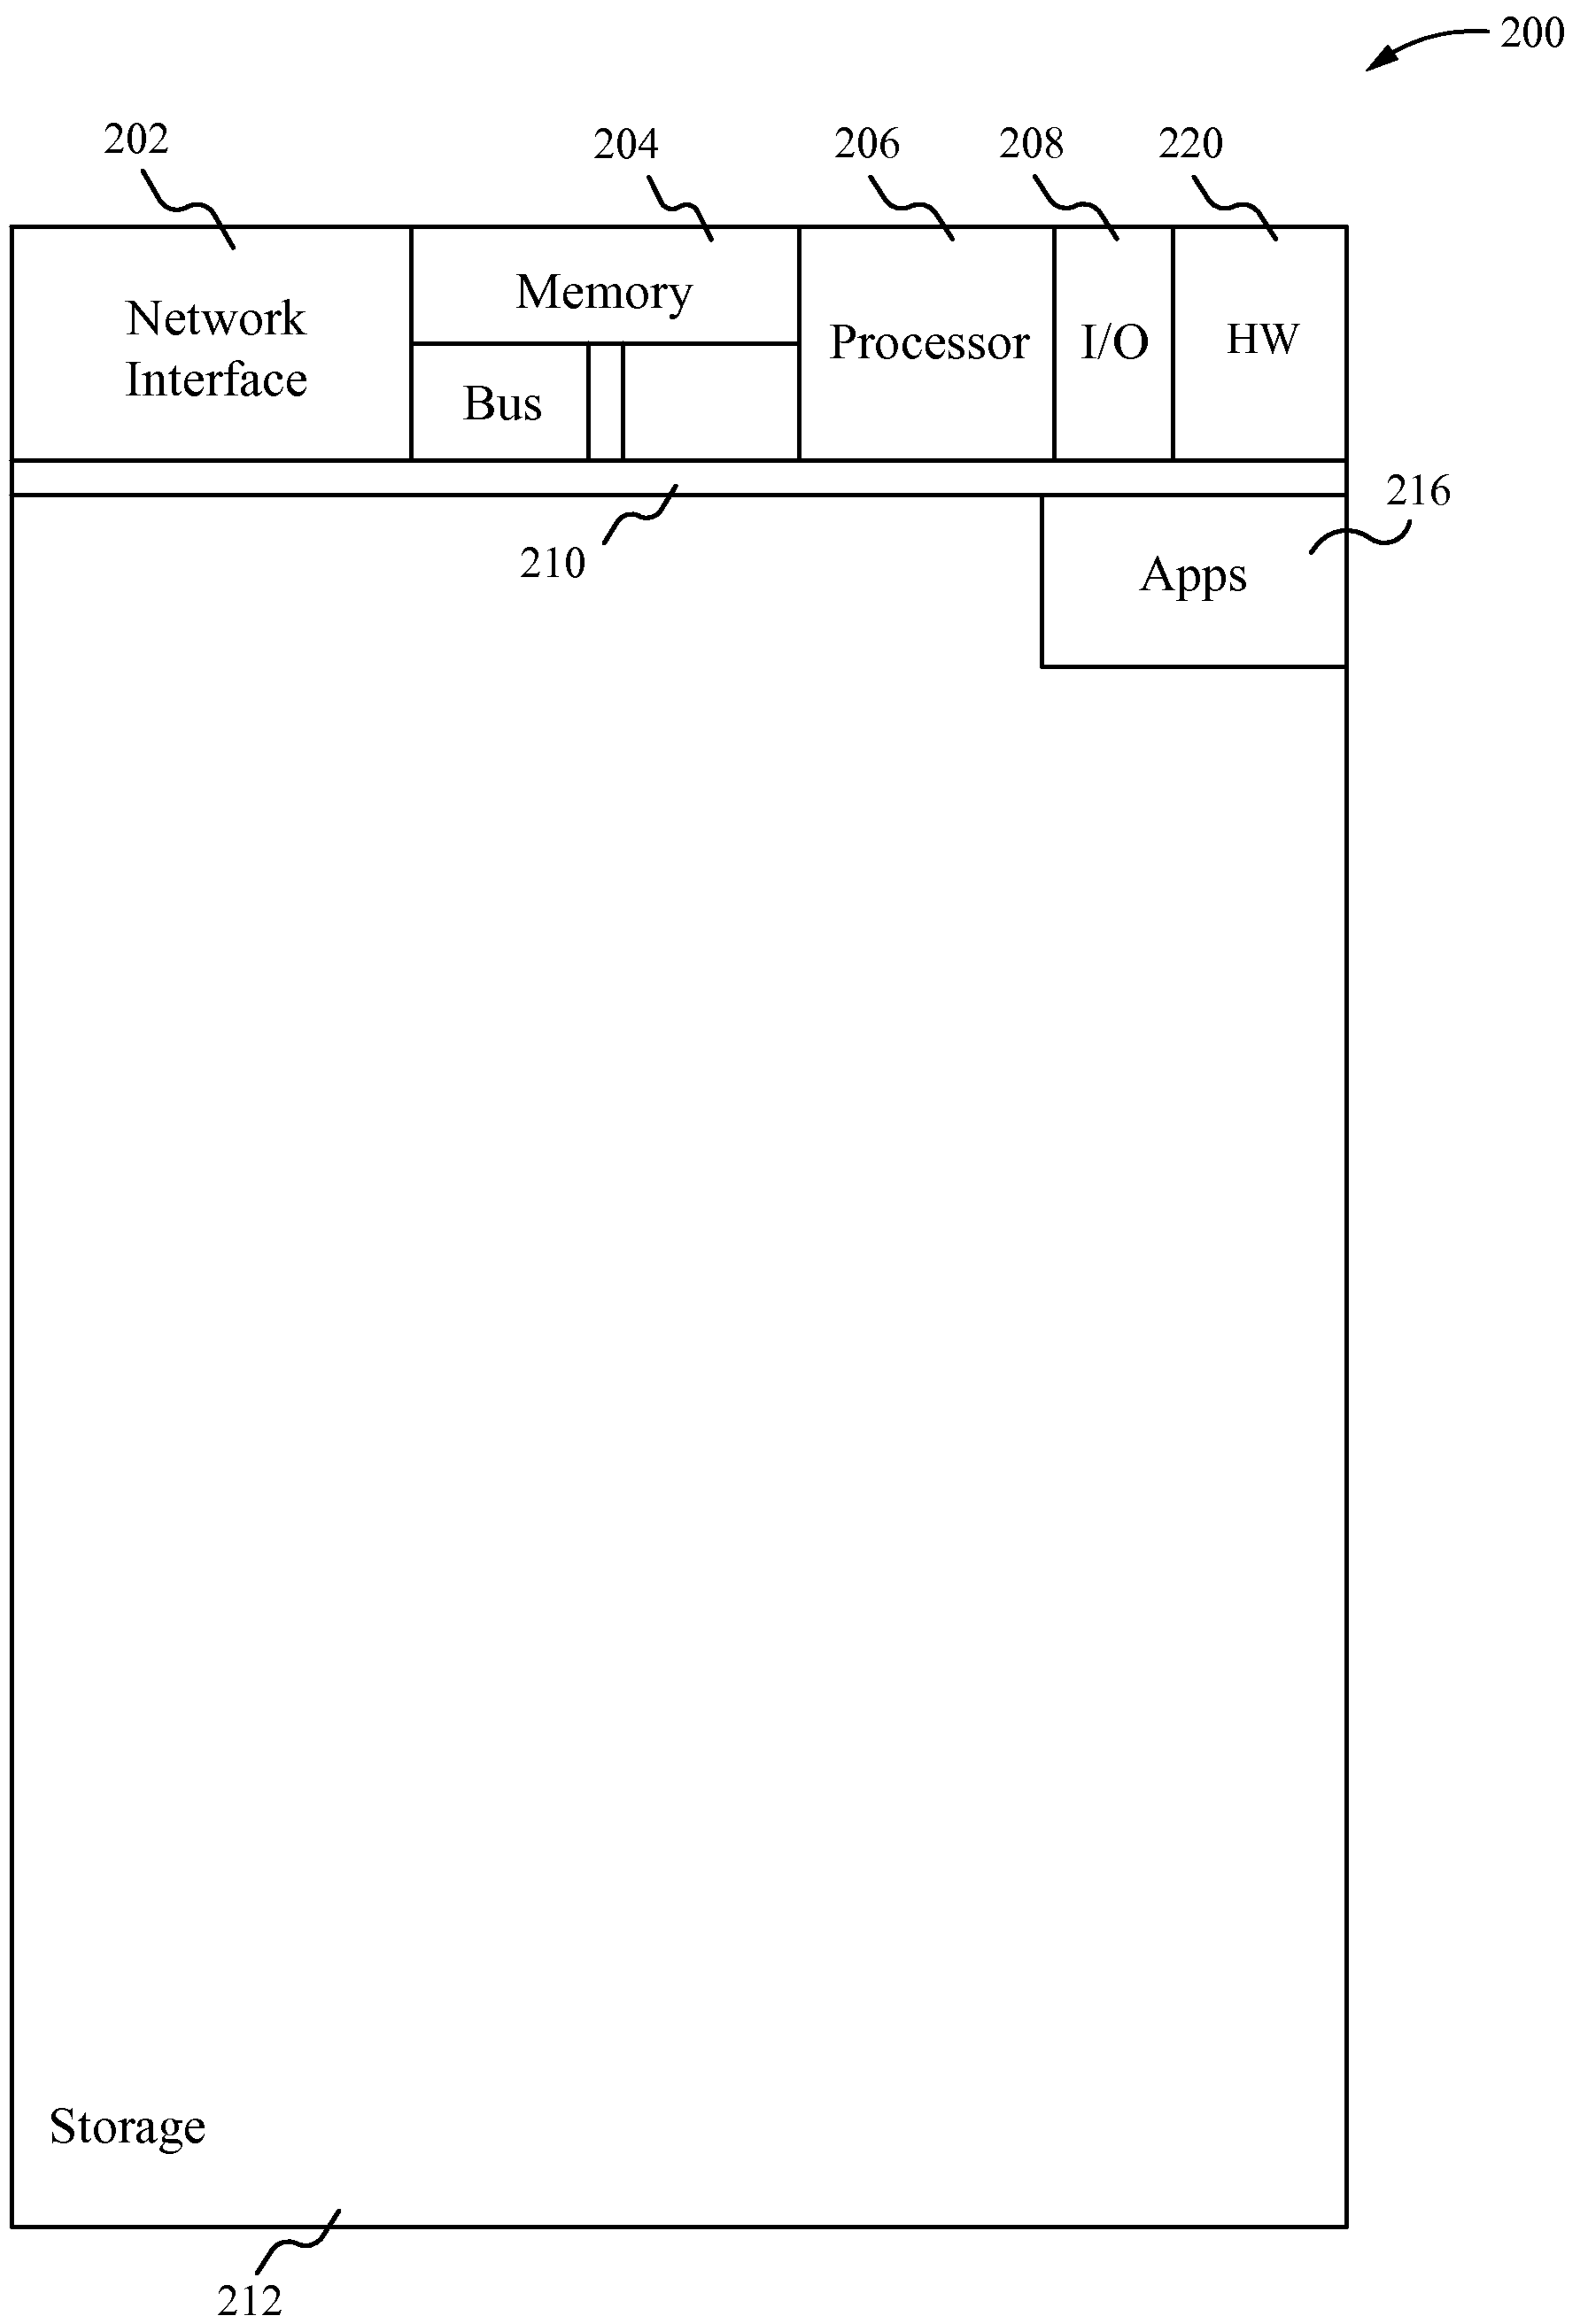 200
202
204
206
208
220
Network
Interface
Memory
Processor
I/O
HW
Bus
216
210
Apps
Storage
212